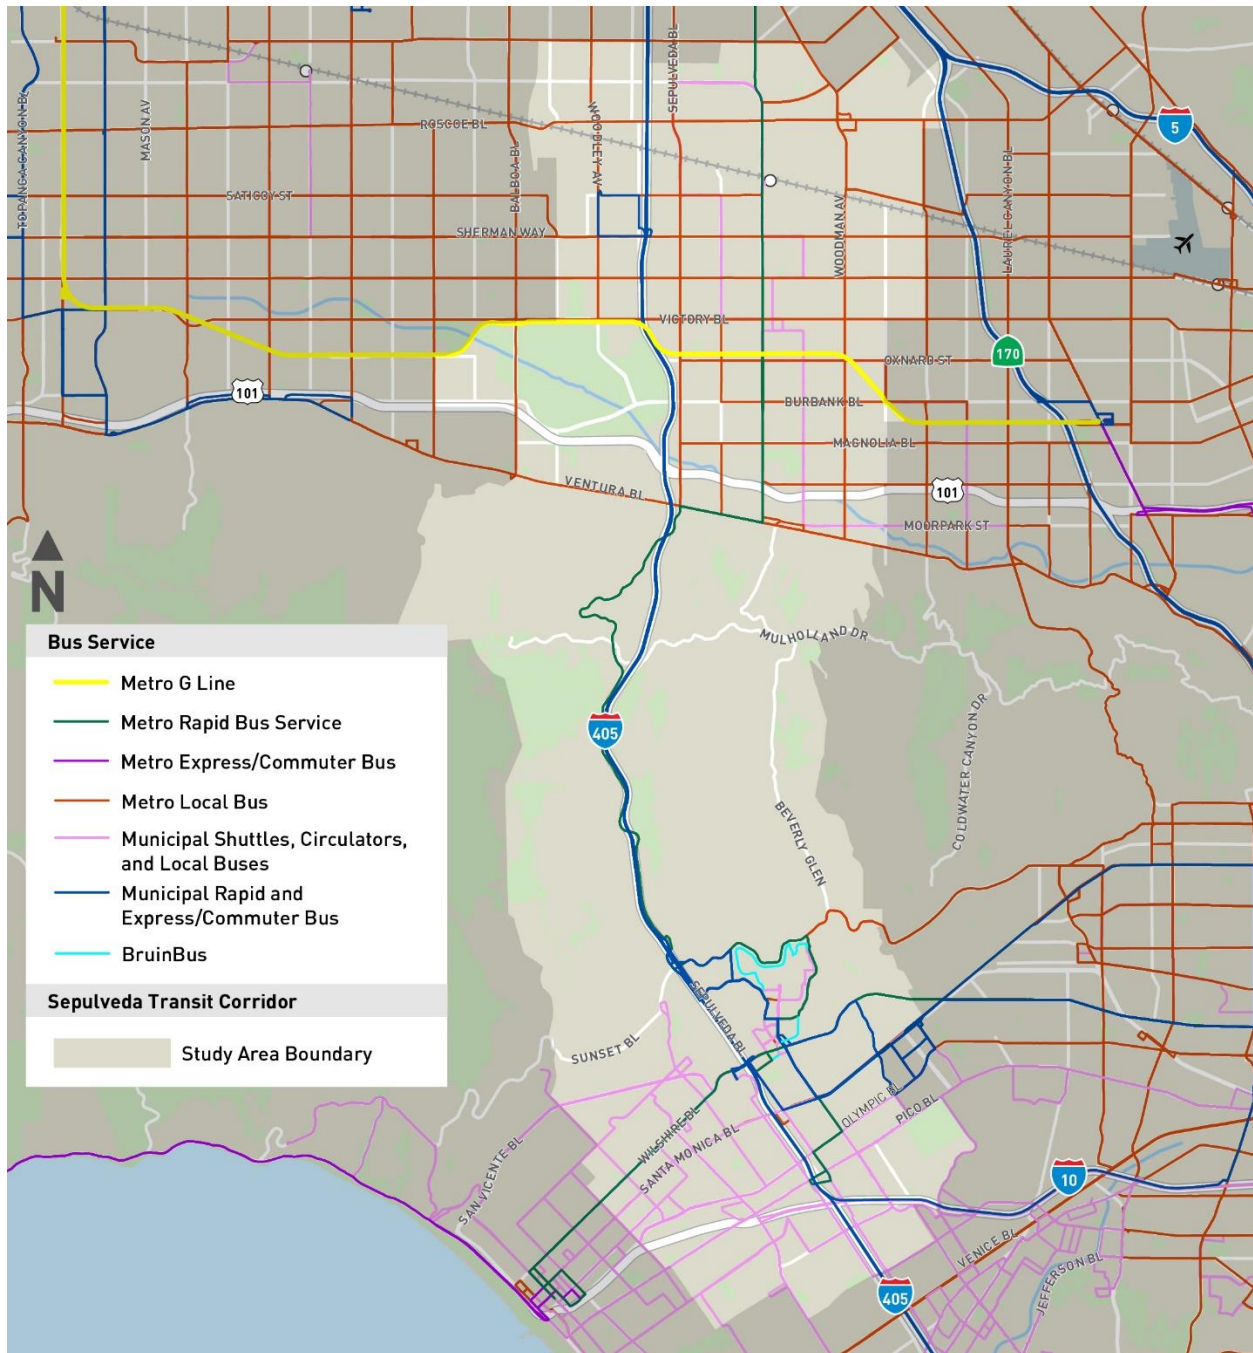 TOPANGA CANYON BL
MASON AV
ROSCOE BL
BALBOA BL
WOODLEY AV
SEPULVEDA BL
SATICOY ST
SHERMAN WAY
WOODMAN AV
LAUREL CANYON BL
5
VICTORY BL
OXNARD ST
170
101
BURBANK BL
MAGNOLIA BL
VENTURA BL
101
MOORPARK ST
N
MULHOLLAND DR
405
COLDWATER CANYON DR
BEVERLY GLEN
Bus Service
Metro G Line
Metro Rapid Bus Service
Metro Express/Commuter Bus
Metro Local Bus
Municipal Shuttles, Circulators,
and Local Buses
Municipal Rapid and
Express/Commuter Bus
BruinBus
Sepulveda Transit Corridor
Study Area Boundary
SEPULVEDA BL
SUNSET BL
WILSHIRE BL
SANTA MONICA BL
OLYMPIC BL
PICO BL
SAN VICENTE BL
10
VENICE BL
JEFFERSON BL
405